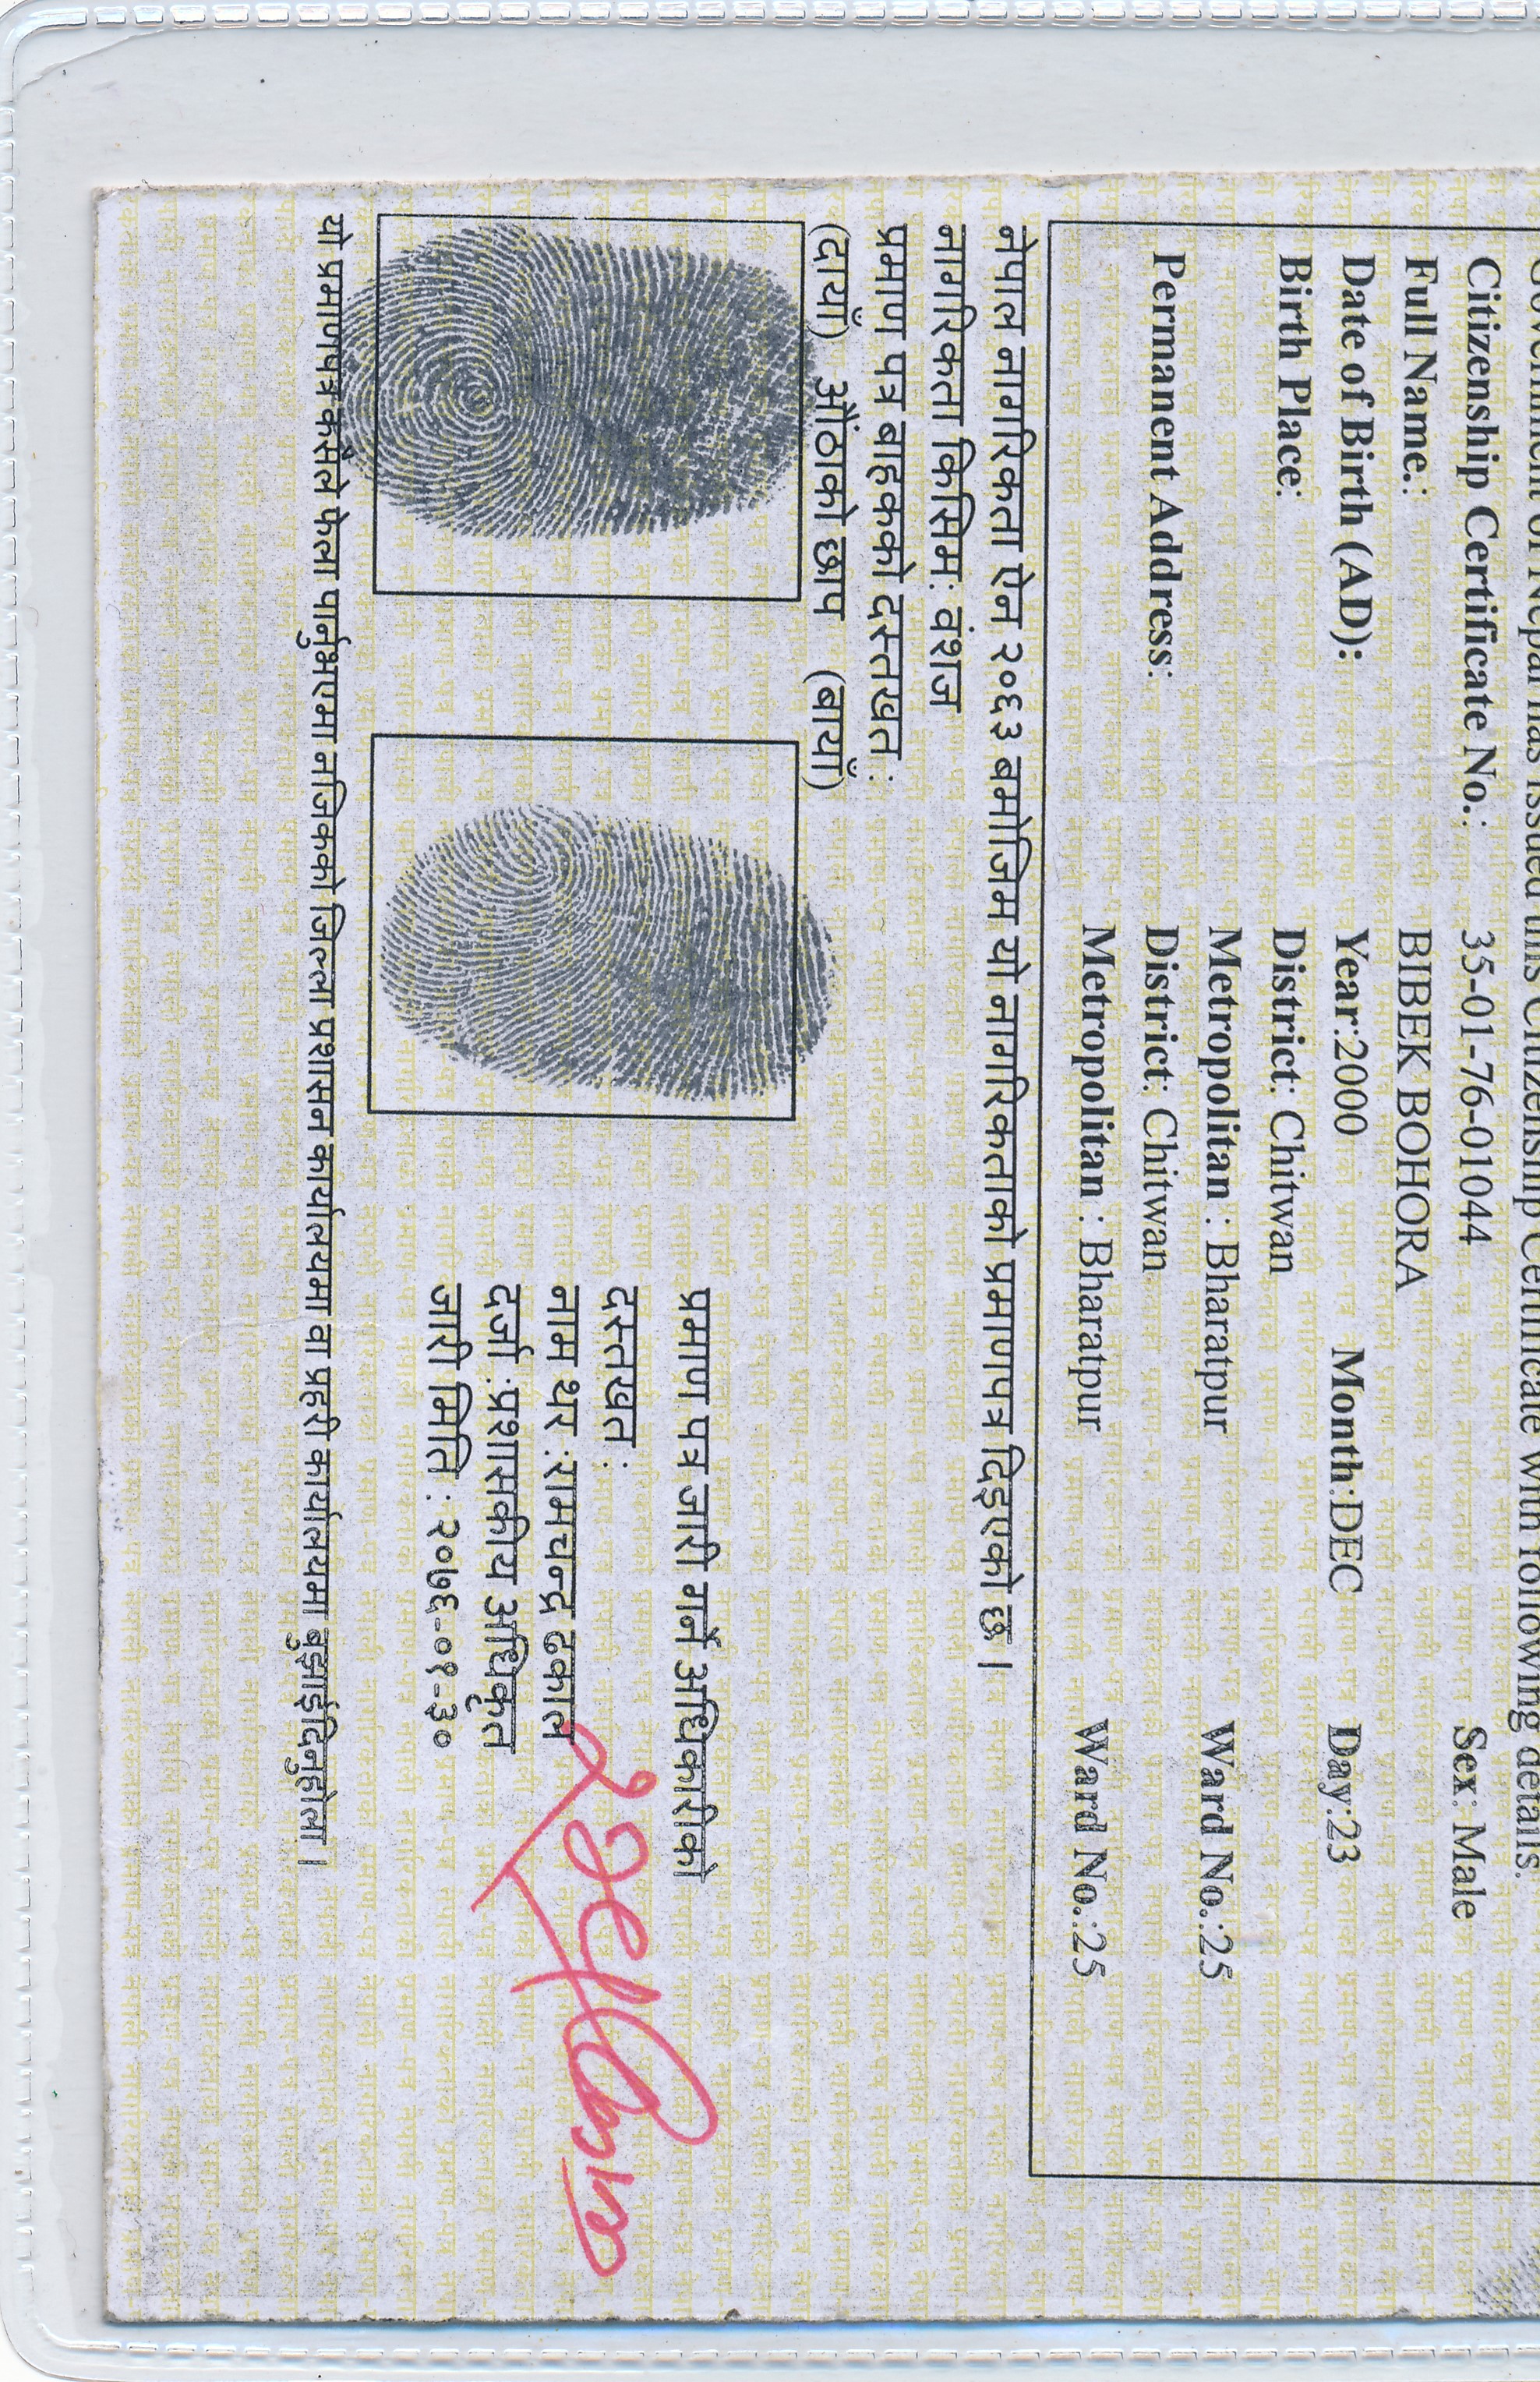 Government of Nepal has issued this Citizenship Certificate with following details.
Citizenship Certificate No.: 35-01-76-01044 Sex: Male
Full Name.: BIBEK BOHORA
Date of Birth (AD): Year:2000 Month:DEC Day:23
Birth Place: District: Chitwan
Metropolitan : Bharatpur Ward No.:25
Permanent Address: District: Chitwan
Metropolitan : Bharatpur Ward No.:25
नेपाल नागरिकता ऐन २०६३ बमोजिम यो नागरिकताको प्रमाणपत्र दिइएको छ ।
नागरिकता किसिम: वंशज
प्रमाण पत्र बाहकको दस्तखत :
(दायाँ) औंठाको छाप (बायाँ)
प्रमाण पत्र जारी गर्ने अधिकारीको
दस्तखत :
नाम थर :रामचन्द्र ढकाल
दर्जा :प्रशासकीय अधिकृत
जारी मिति : २०७६-०१-३०
यो प्रमाणपत्र कसैले फेला पार्नुभएमा नजिकको जिल्ला प्रशासन कार्यालयमा वा प्रहरी कार्यालयमा बुझाईदिनुहोला ।